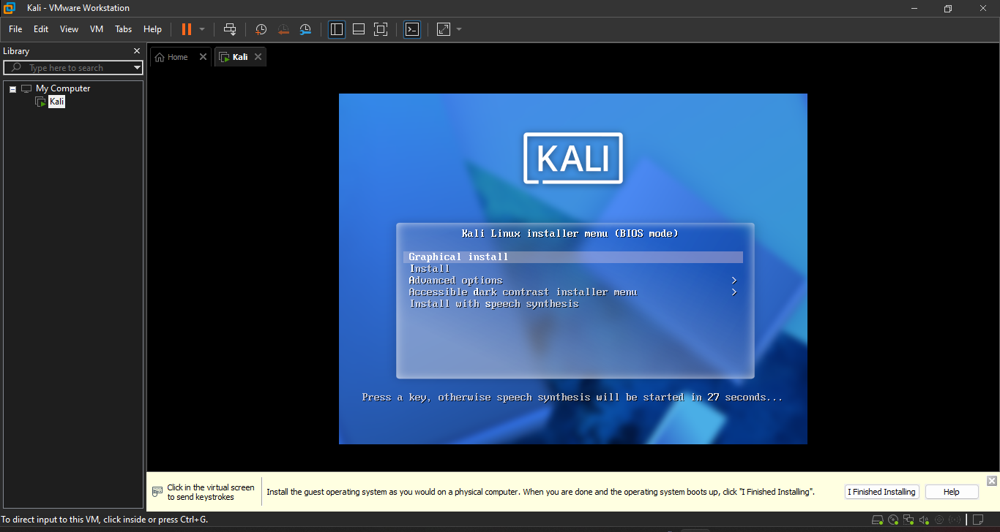 Kali - VMware Workstation
File Edit View VM Tabs Help
Library
Type here to search
My Computer
Kali
Home
Kali
KALI
Kali Linux installer menu (BIOS mode)
Graphical install
Install
Advanced options >
Accessible dark contrast installer menu >
Install with speech synthesis
Press a key, otherwise speech synthesis will be started in 27 seconds...
Click in the virtual screen
to send keystrokes
Install the guest operating system as you would on a physical computer. When you are done and the operating system boots up, click "I Finished Installing".
I Finished Installing
Help
To direct input to this VM, click inside or press Ctrl+G.